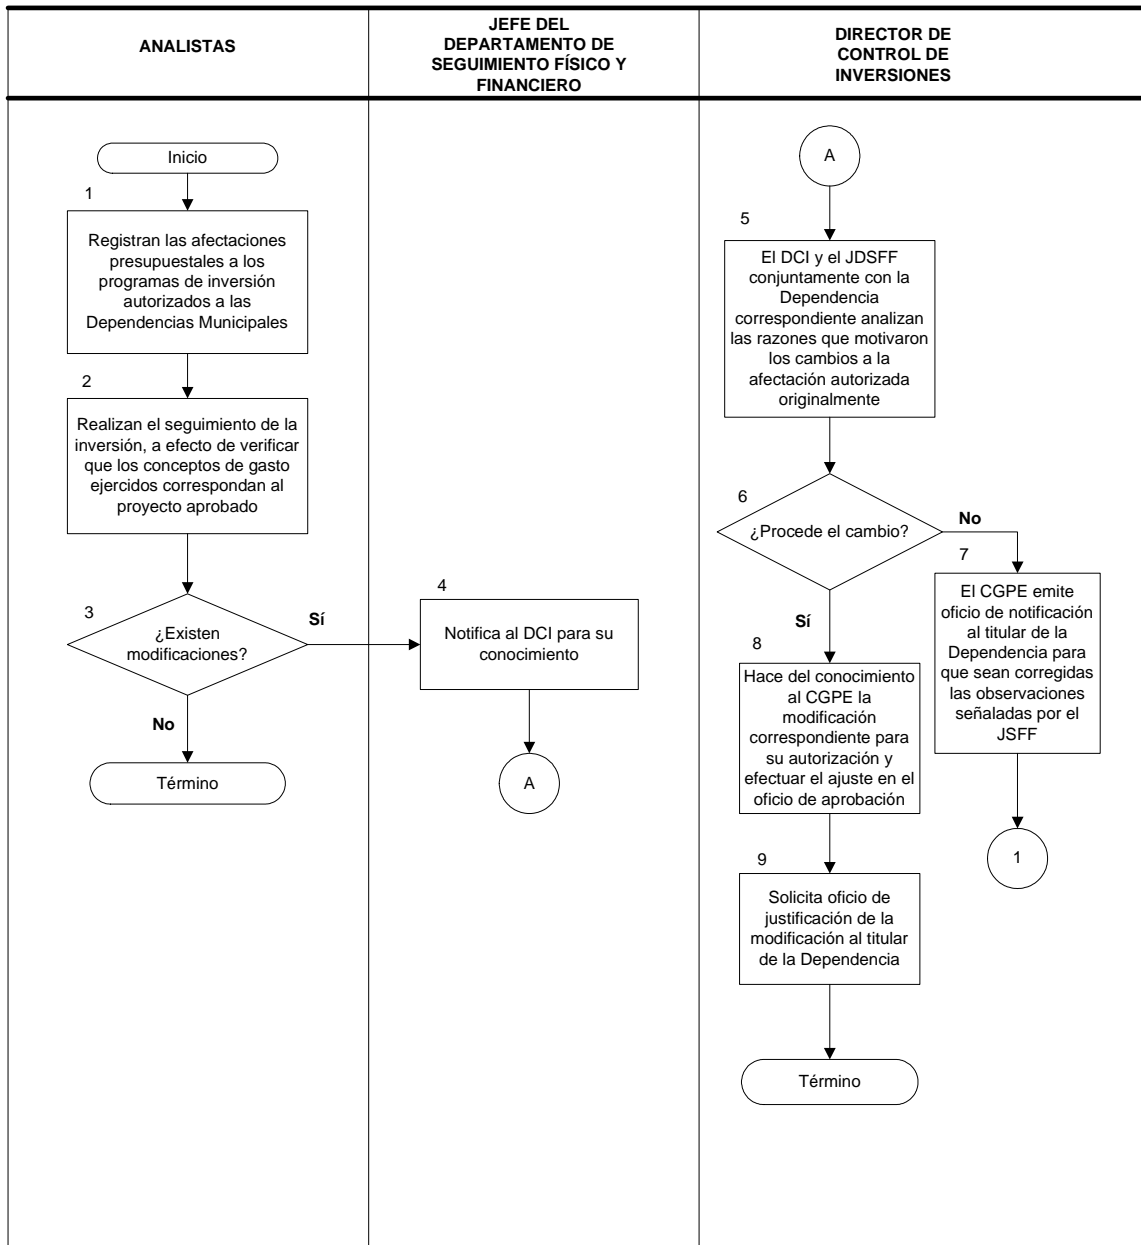 ANALISTAS
JEFE DEL
DEPARTAMENTO DE
SEGUIMIENTO FÍSICO Y
FINANCIERO
DIRECTOR DE
CONTROL DE
INVERSIONES
Inicio
1
Registran las afectaciones
presupuestales a los
programas de inversión
autorizados a las
Dependencias Municipales
2
Realizan el seguimiento de la
inversión, a efecto de verificar
que los conceptos de gasto
ejercidos correspondan al
proyecto aprobado
3
¿Existen
modificaciones?
Sí
No
Término
4
Notifica al DCI para su
conocimiento
A
A
5
El DCI y el JDSFF
conjuntamente con la
Dependencia
correspondiente analizan
las razones que motivaron
los cambios a la
afectación autorizada
originalmente
6
¿Procede el cambio?
No
7
El CGPE emite
oficio de notificación
al titular de la
Dependencia para
que sean corregidas
las observaciones
señaladas por el
JSFF
1
Sí
8
Hace del conocimiento
al CGPE la
modificación
correspondiente para
su autorización y
efectuar el ajuste en el
oficio de aprobación
9
Solicita oficio de
justificación de la
modificación al titular
de la Dependencia
Término